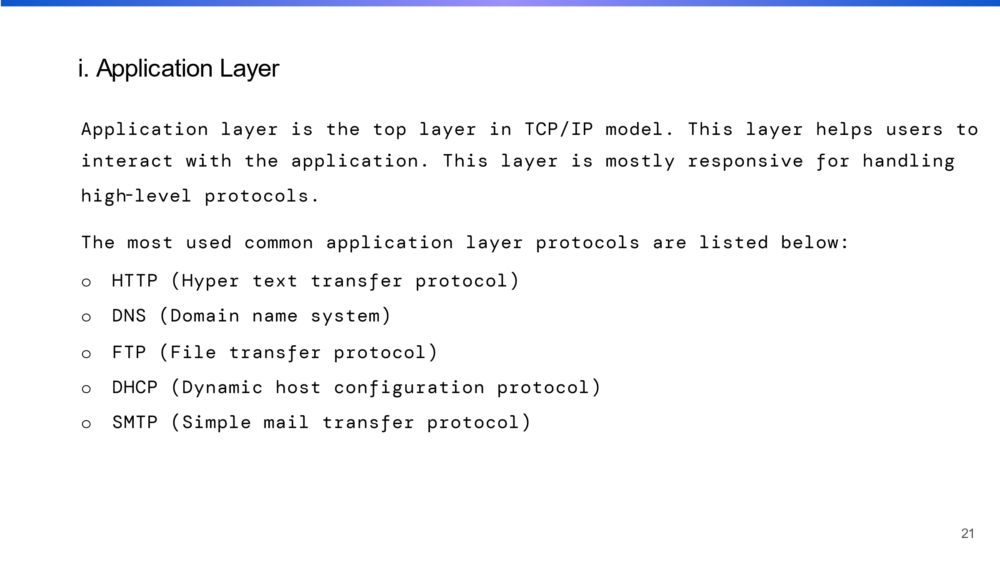 i. Application Layer
Application layer is the top layer in TCP/IP model. This layer helps users to
interact with the application. This layer is mostly responsive for handling
high-level protocols.
The most used common application layer protocols are listed below:
○ HTTP (Hyper text transfer protocol)
○ DNS (Domain name system)
○ FTP (File transfer protocol)
○ DHCP (Dynamic host configuration protocol)
○ SMTP (Simple mail transfer protocol)
21